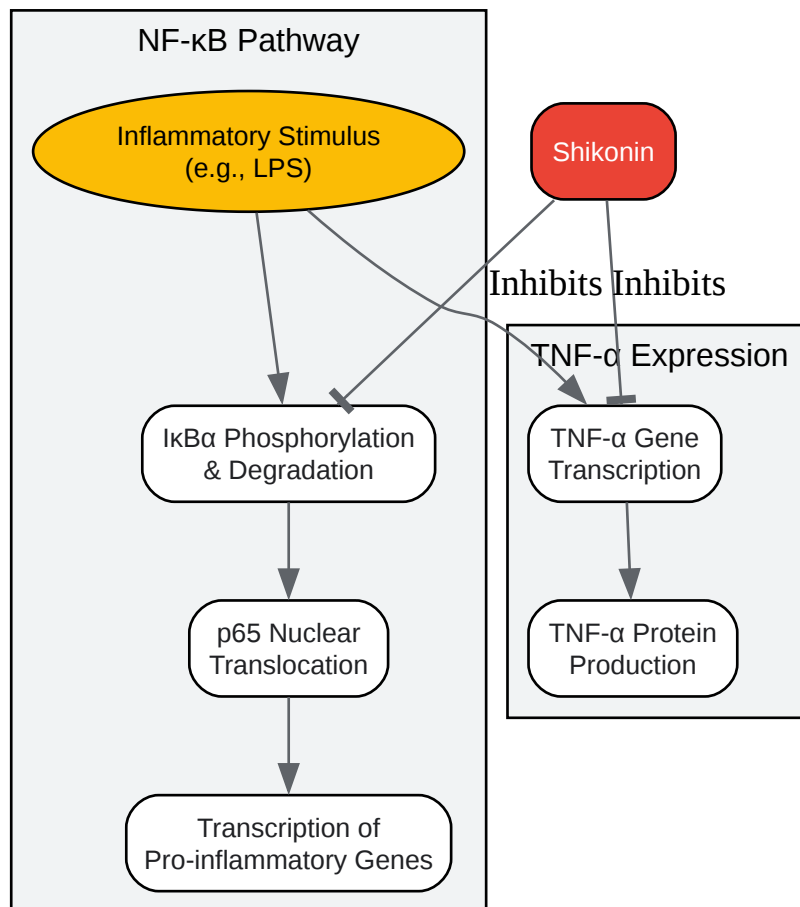 NF-κB Pathway
Inflammatory Stimulus
(e.g., LPS)
Shikonin
Inhibits
Inhibits
TNF-α Expression
IκBα Phosphorylation
& Degradation
TNF-α Gene
Transcription
p65 Nuclear
Translocation
TNF-α Protein
Production
Transcription of
Pro-inflammatory Genes